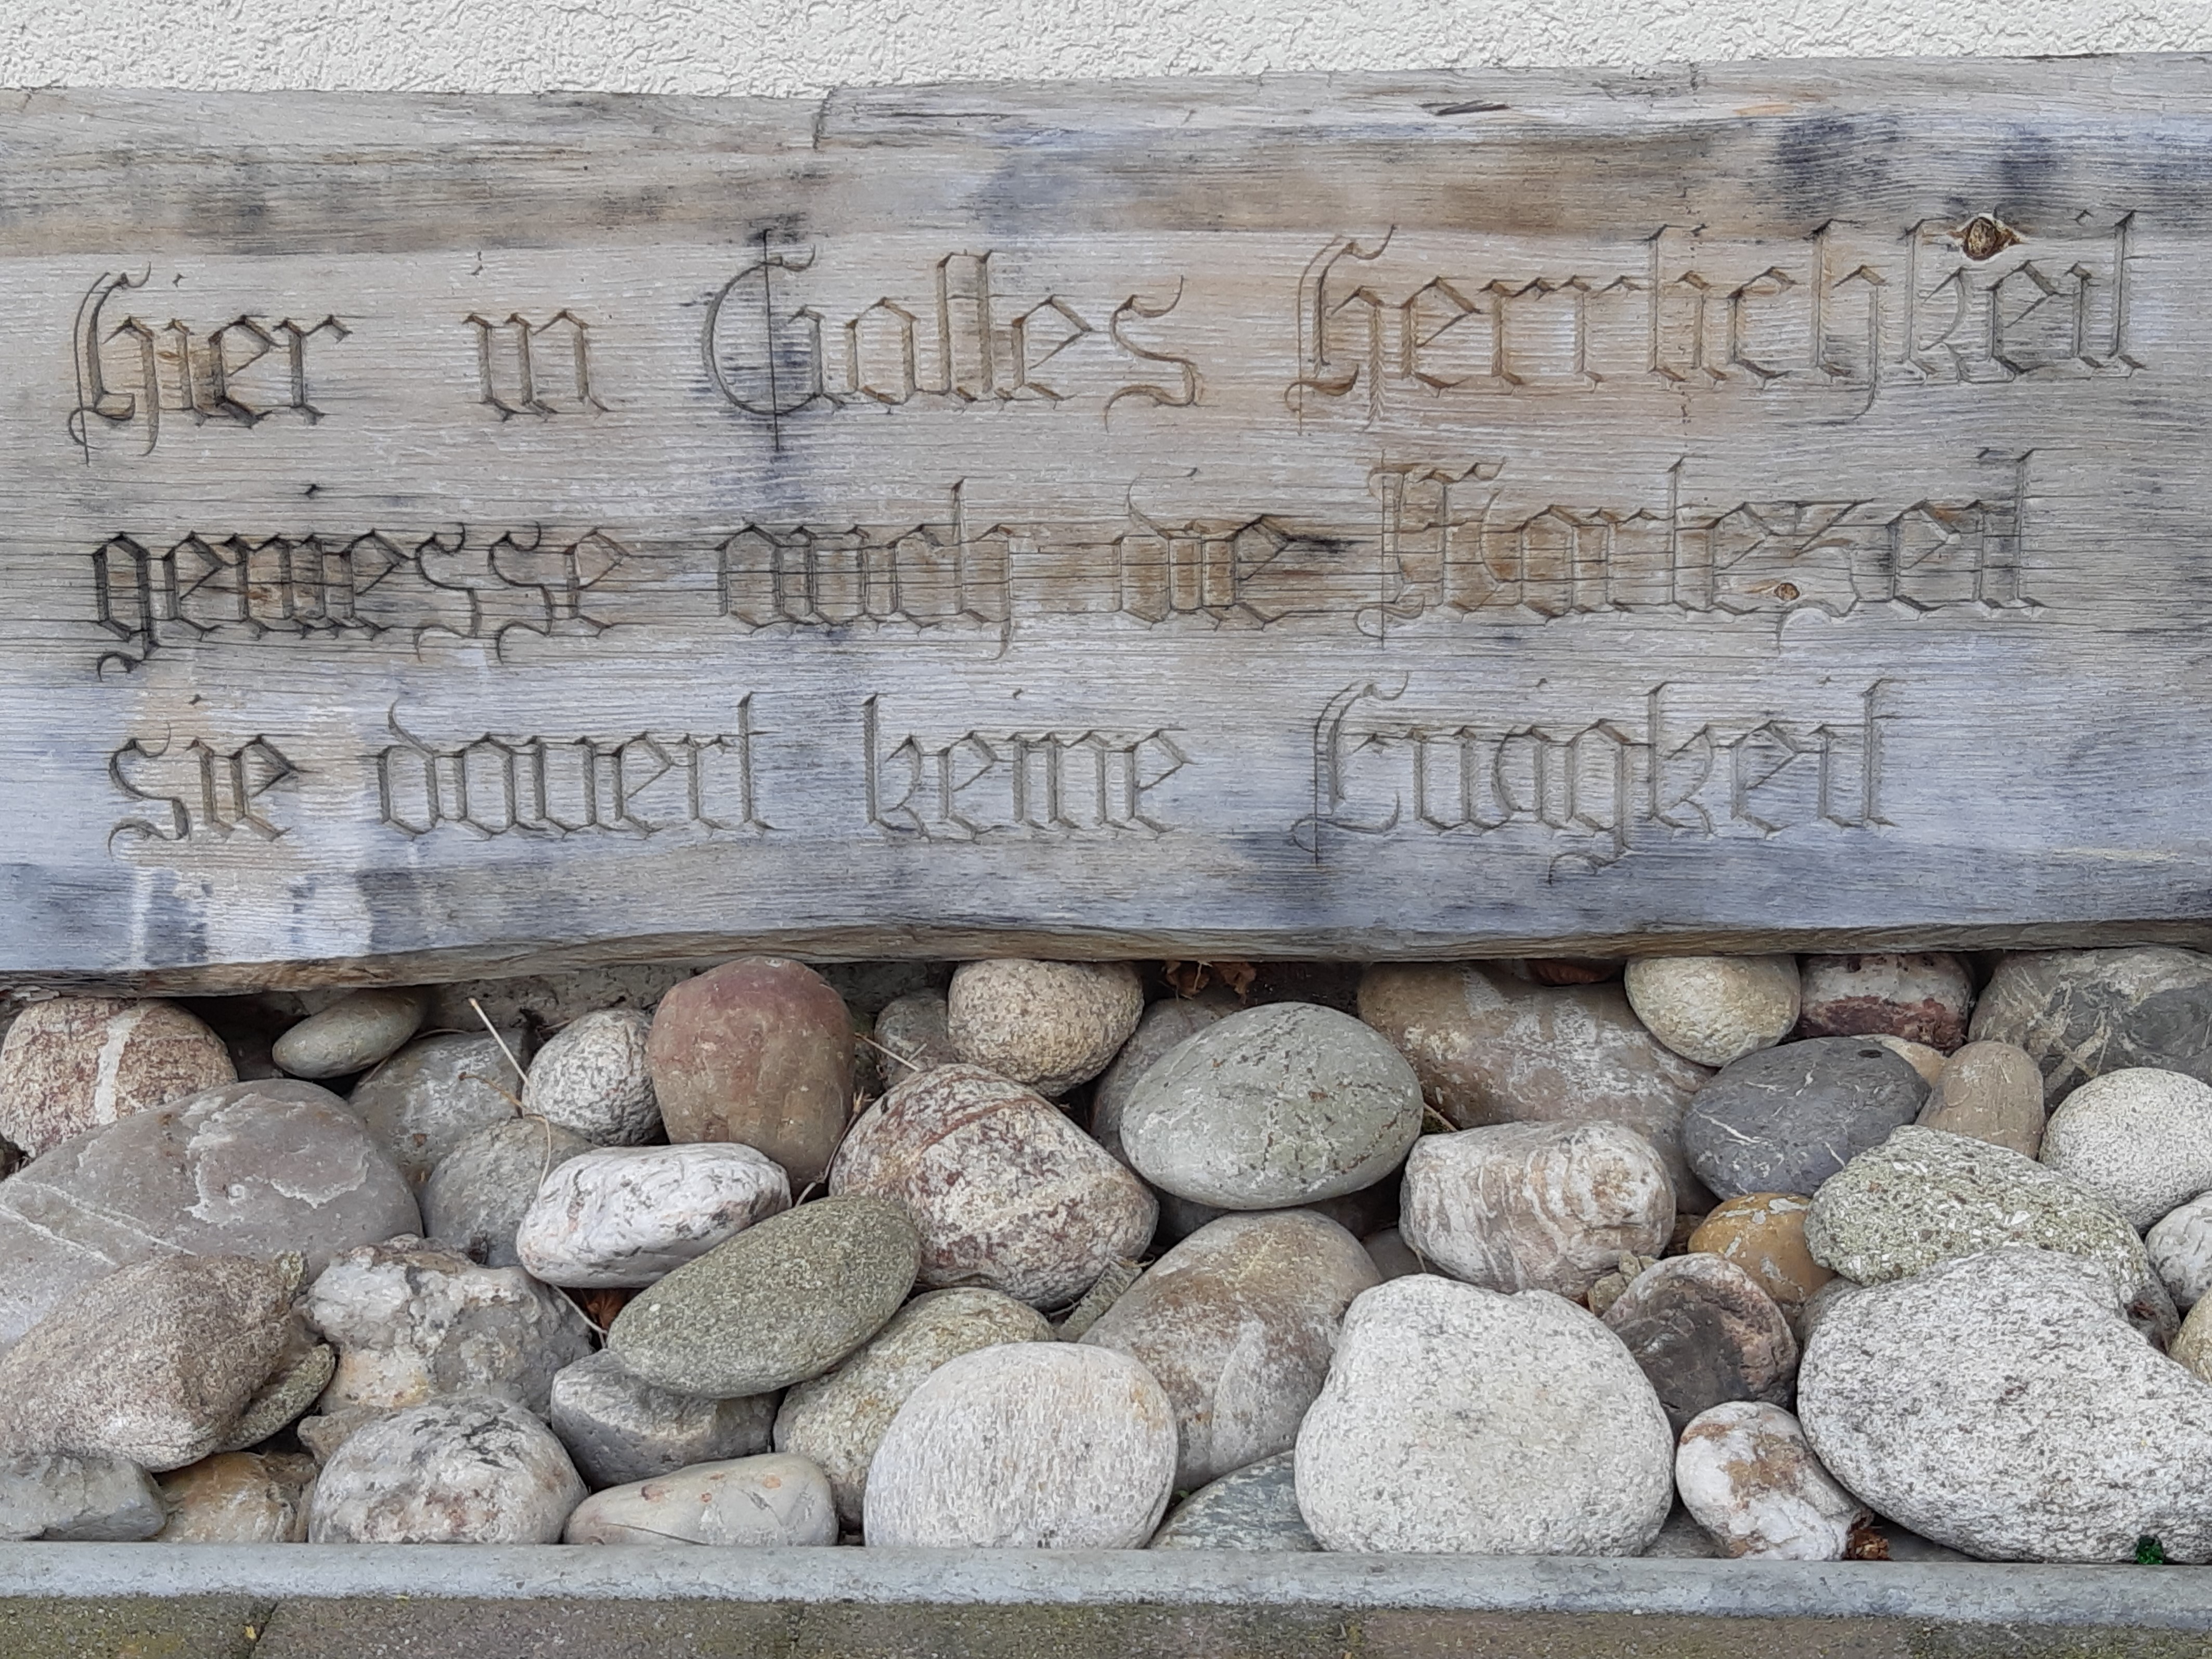 Hier in Gottes Herrlichkeit
geniesse auch die Wartezeit
sie dauert keine Ewigkeit